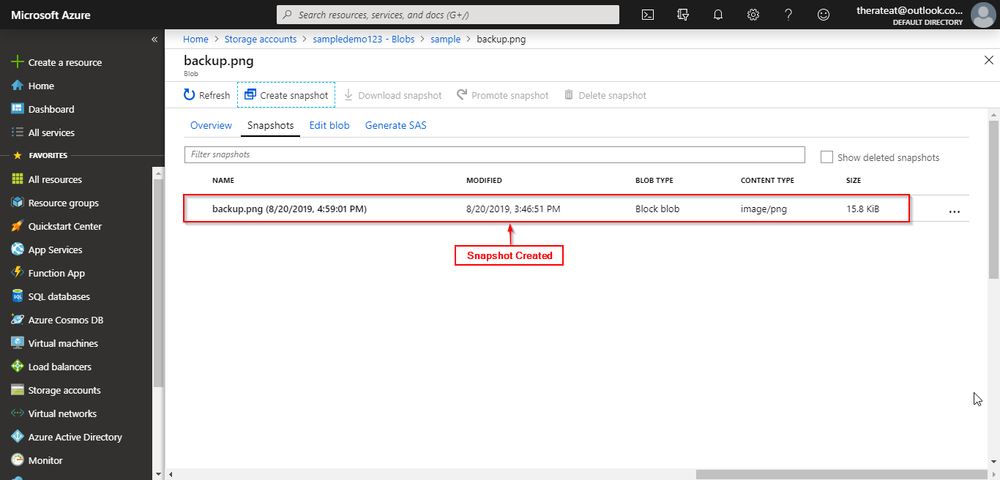 Microsoft Azure
Search resources, services, and docs (G+/)
therateat@outlook.co...
DEFAULT DIRECTORY
«
Create a resource
Home
Dashboard
All services
FAVORITES
All resources
Resource groups
Quickstart Center
App Services
Function App
SQL databases
Azure Cosmos DB
Virtual machines
Load balancers
Storage accounts
Virtual networks
Azure Active Directory
Monitor
Home > Storage accounts > sampledemo123 - Blobs > sample > backup.png
backup.png
Blob
Refresh Create snapshot Download snapshot Promote snapshot Delete snapshot
Overview Snapshots Edit blob Generate SAS
Filter snapshots
Show deleted snapshots
NAME MODIFIED BLOB TYPE CONTENT TYPE SIZE
backup.png (8/20/2019, 4:59:01 PM) 8/20/2019, 3:46:51 PM Block blob image/png 15.8 KiB ...
Snapshot Created